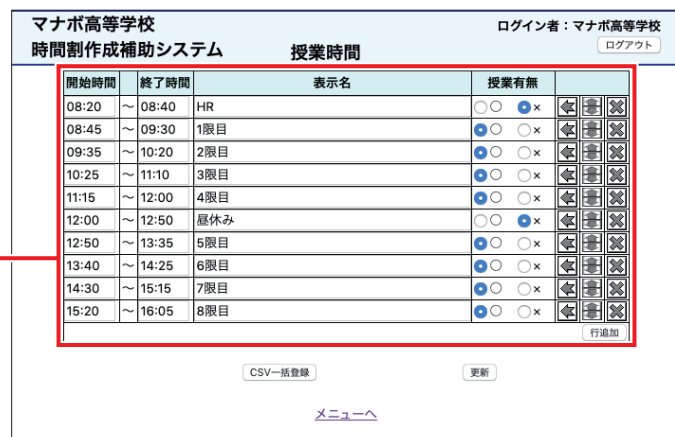 マナボ高等学校 ログイン者：マナボ高等学校
時間割作成補助システム 授業時間 ログアウト
開始時間 終了時間 表示名 授業有無
08:20 ～ 08:40 HR ○ ×
08:45 ～ 09:30 1限目 ○ ×
09:35 ～ 10:20 2限目 ○ ×
10:25 ～ 11:10 3限目 ○ ×
11:15 ～ 12:00 4限目 ○ ×
12:00 ～ 12:50 昼休み ○ ×
12:50 ～ 13:35 5限目 ○ ×
13:40 ～ 14:25 6限目 ○ ×
14:30 ～ 15:15 7限目 ○ ×
15:20 ～ 16:05 8限目 ○ ×
行追加
CSV一括登録 更新
メニューへ